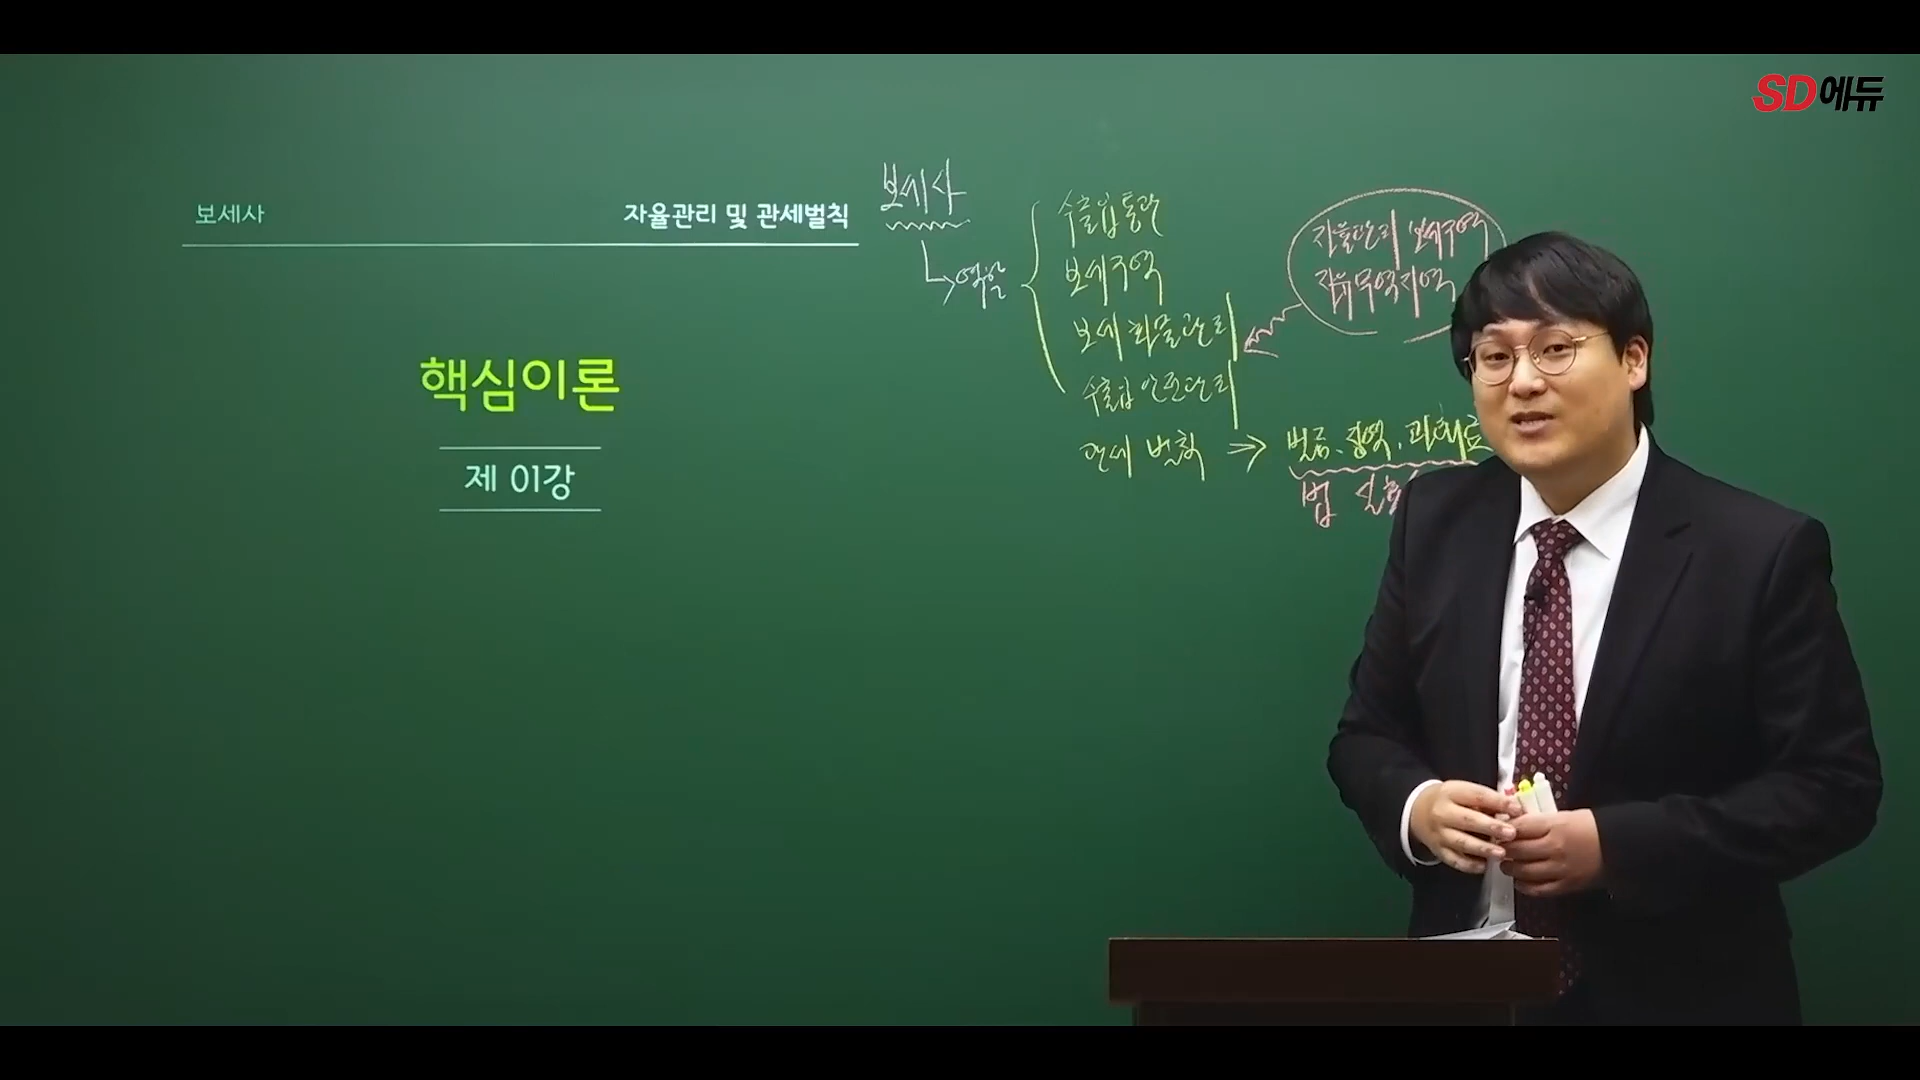 SD에듀
보세사
자율관리 및 관세벌칙
핵심이론
제 01강
보세사
역할
수출입통관
보세구역
보세화물관리
수출입안전관리
관세 벌칙 → 벌금, 징역, 과태료
법
자율관리 보세구역
자유무역지역